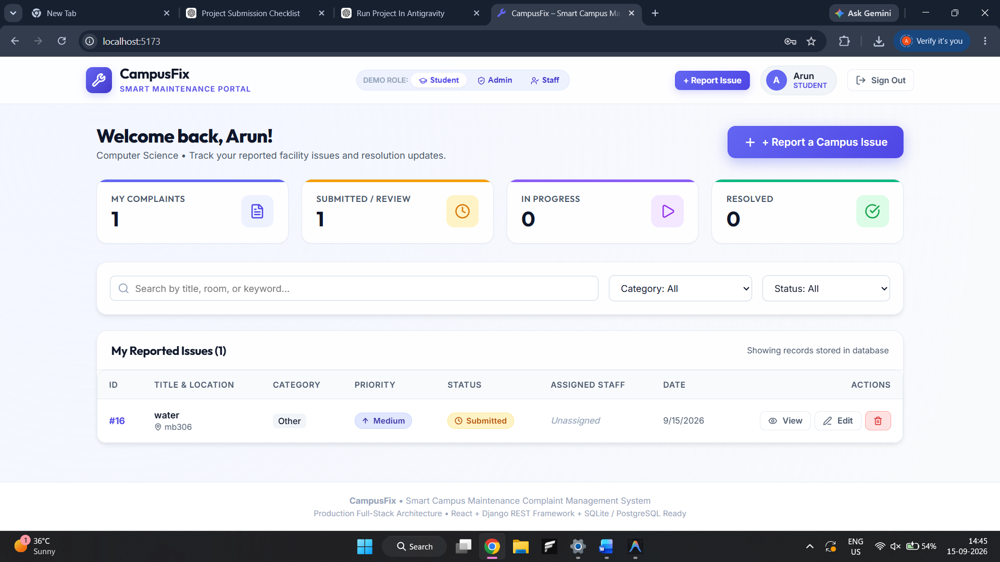 New Tab
Project Submission Checklist
Run Project In Antigravity
CampusFix – Smart Campus Ma
Ask Gemini
localhost:5173
A
Verify it's you
CampusFix
SMART MAINTENANCE PORTAL
DEMO ROLE:
Student
Admin
Staff
+ Report Issue
A
Arun
STUDENT
Sign Out
Welcome back, Arun!
Computer Science • Track your reported facility issues and resolution updates.
+ Report a Campus Issue
MY COMPLAINTS
1
SUBMITTED / REVIEW
1
IN PROGRESS
0
RESOLVED
0
Search by title, room, or keyword...
Category: All
Status: All
My Reported Issues (1)
Showing records stored in database
ID TITLE & LOCATION CATEGORY PRIORITY STATUS ASSIGNED STAFF DATE ACTIONS
#16 water Other Medium Submitted Unassigned 9/15/2026 View Edit
mb306
CampusFix • Smart Campus Maintenance Complaint Management System
Production Full-Stack Architecture • React + Django REST Framework + SQLite / PostgreSQL Ready
1
36°C
Sunny
Search
W
ENG
US
54%
14:45
15-09-2026